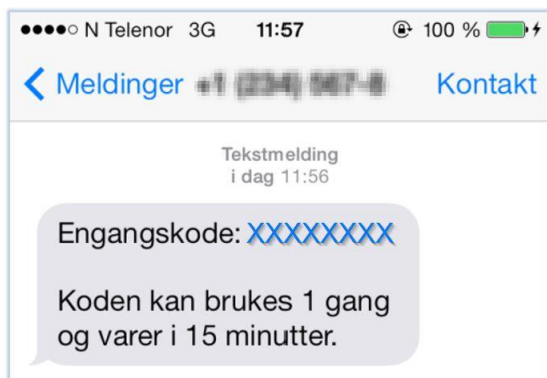 N Telenor 3G 11:57 100 %
Meldinger Kontakt
Tekstmelding
i dag 11:56
Engangskode: XXXXXXXX
Koden kan brukes 1 gang
og varer i 15 minutter.